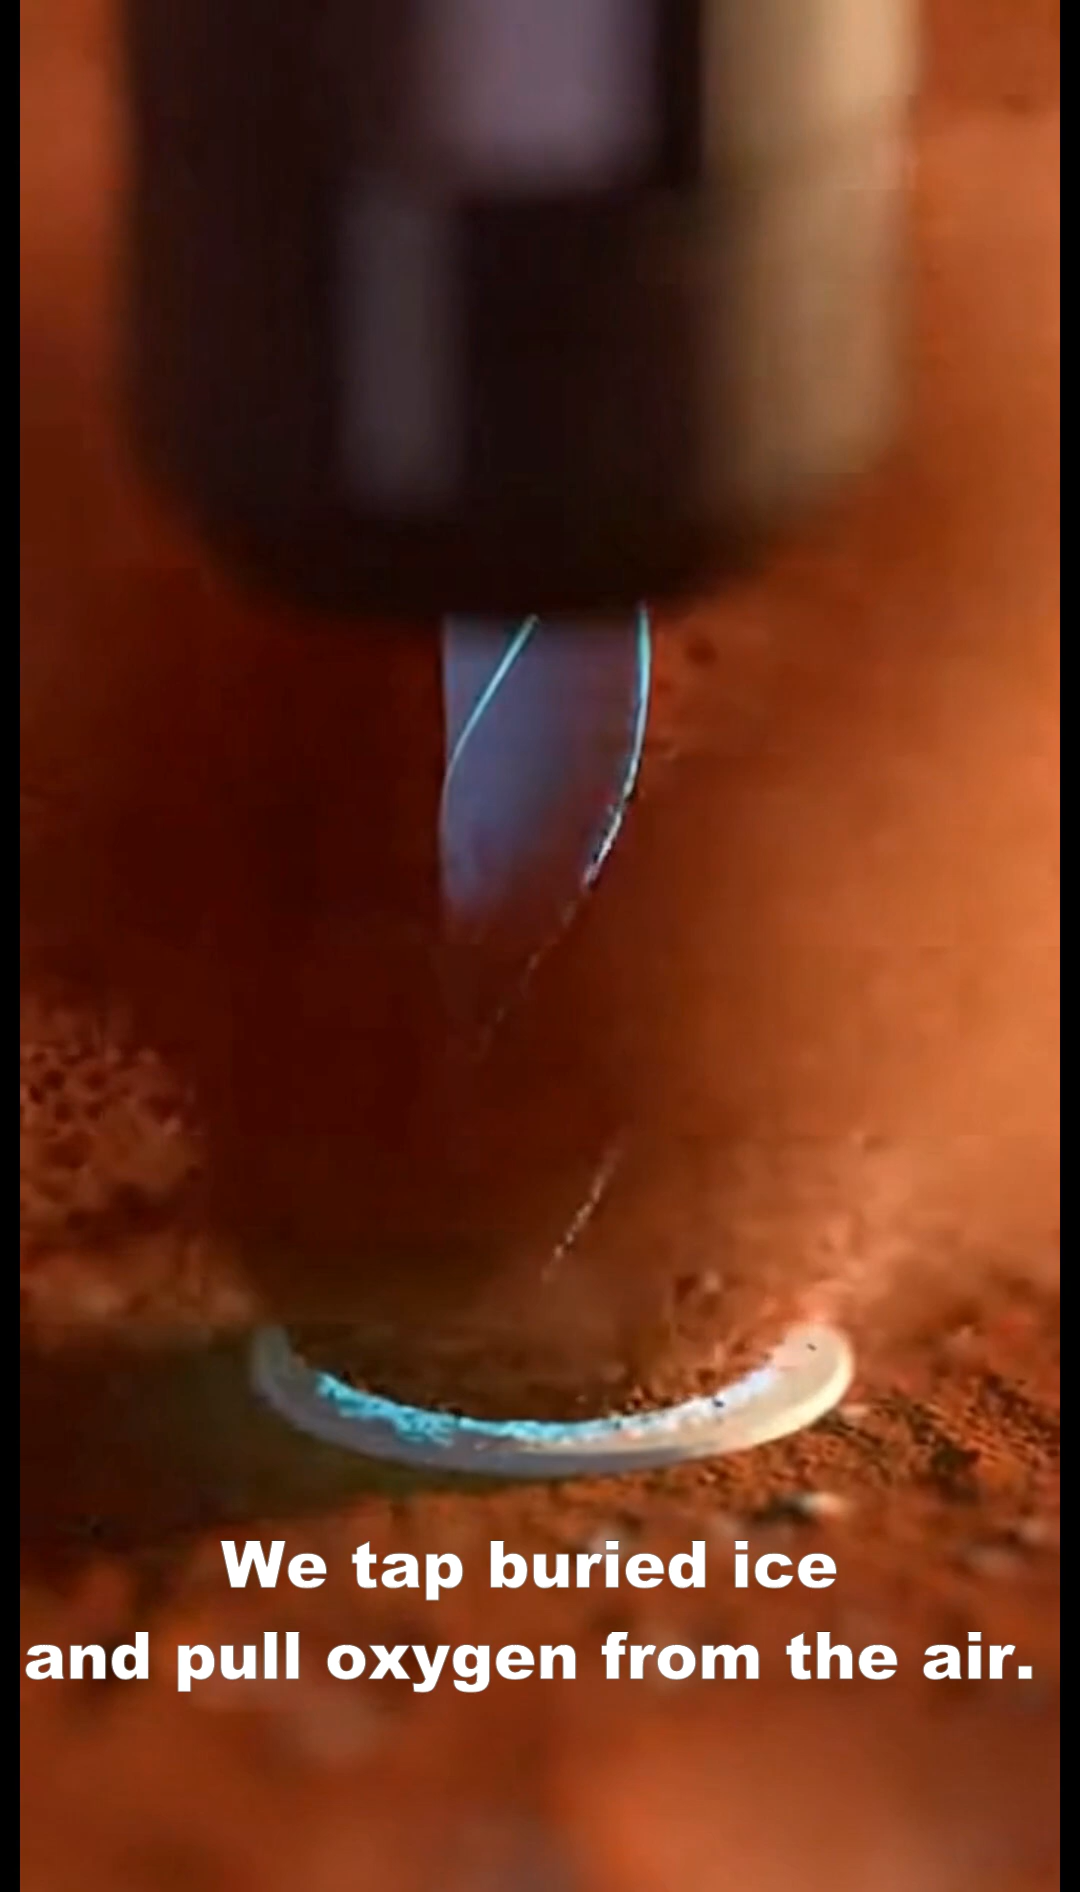 We tap buried ice
and pull oxygen from the air.